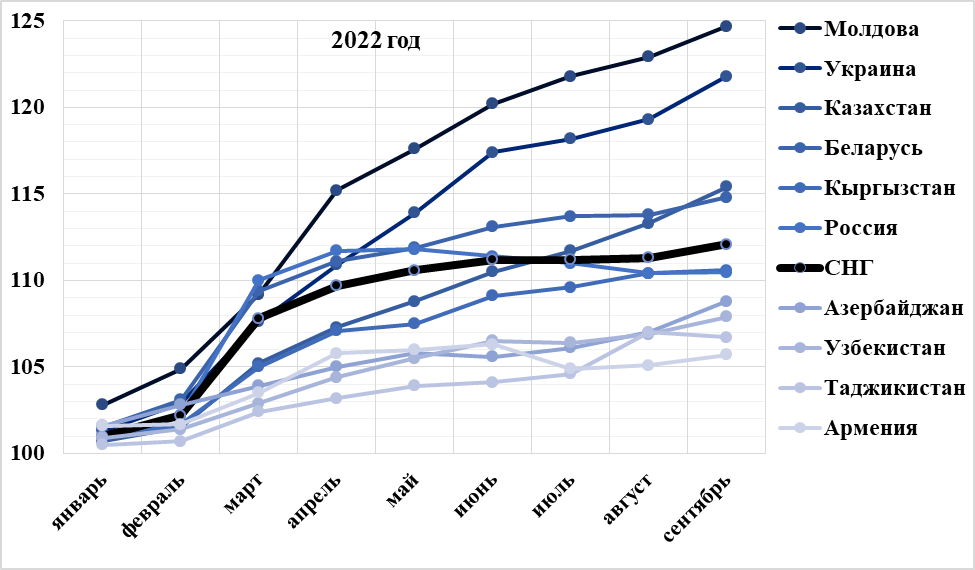 2022 год
125
120
115
110
105
100
январь
февраль
март
апрель
май
июнь
июль
август
сентябрь
Молдова
Украина
Казахстан
Беларусь
Кыргызстан
Россия
СНГ
Азербайджан
Узбекистан
Таджикистан
Армения